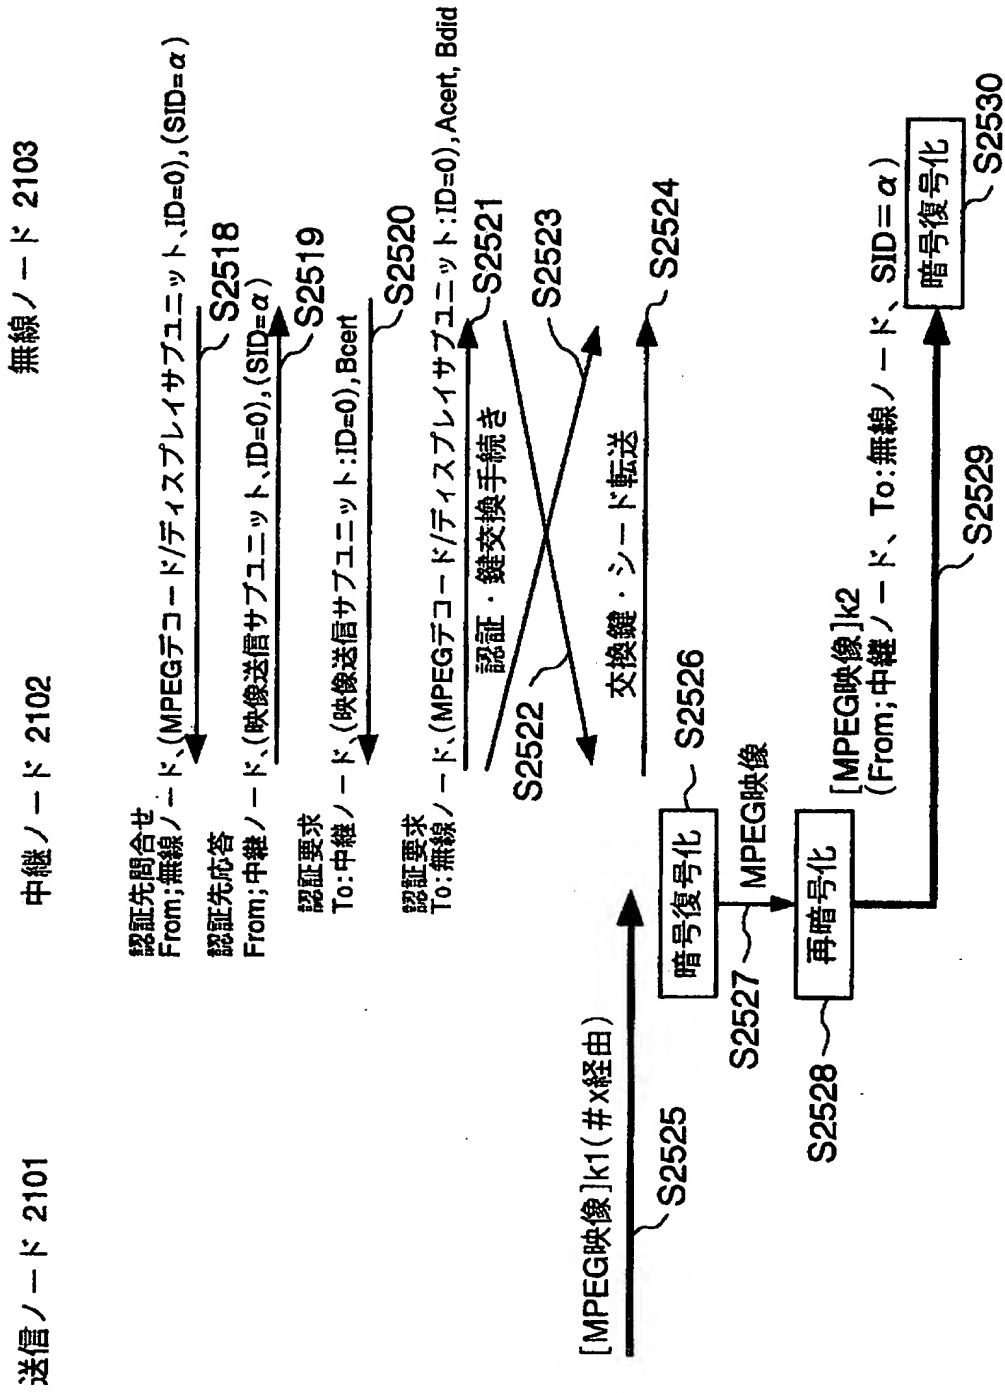 送信ノード 2101
中継ノード 2102
無線ノード 2103
認証先問合せ
From;無線ノード、(MPEGデコード/ディスプレイサブユニット、ID=0),(SID=α)
S2518
認証先応答
From;中継ノード、(映像送信サブユニット、ID=0),(SID=α)
S2519
認証要求
To:中継ノード、(映像送信サブユニット:ID=0),Bcert
S2520
認証要求
To:無線ノード、(MPEGデコード/ディスプレイサブユニット:ID=0),Acert, Bdid
S2521
認証・鍵交換手続き
S2522
S2523
交換鍵・シード転送
S2524
[MPEG映像]k1(#x経由)
S2525
暗号復号化
S2526
MPEG映像
S2527
再暗号化
S2528
[MPEG映像]k2
(From;中継ノード、To:無線ノード、SID=α)
S2529
暗号復号化
S2530